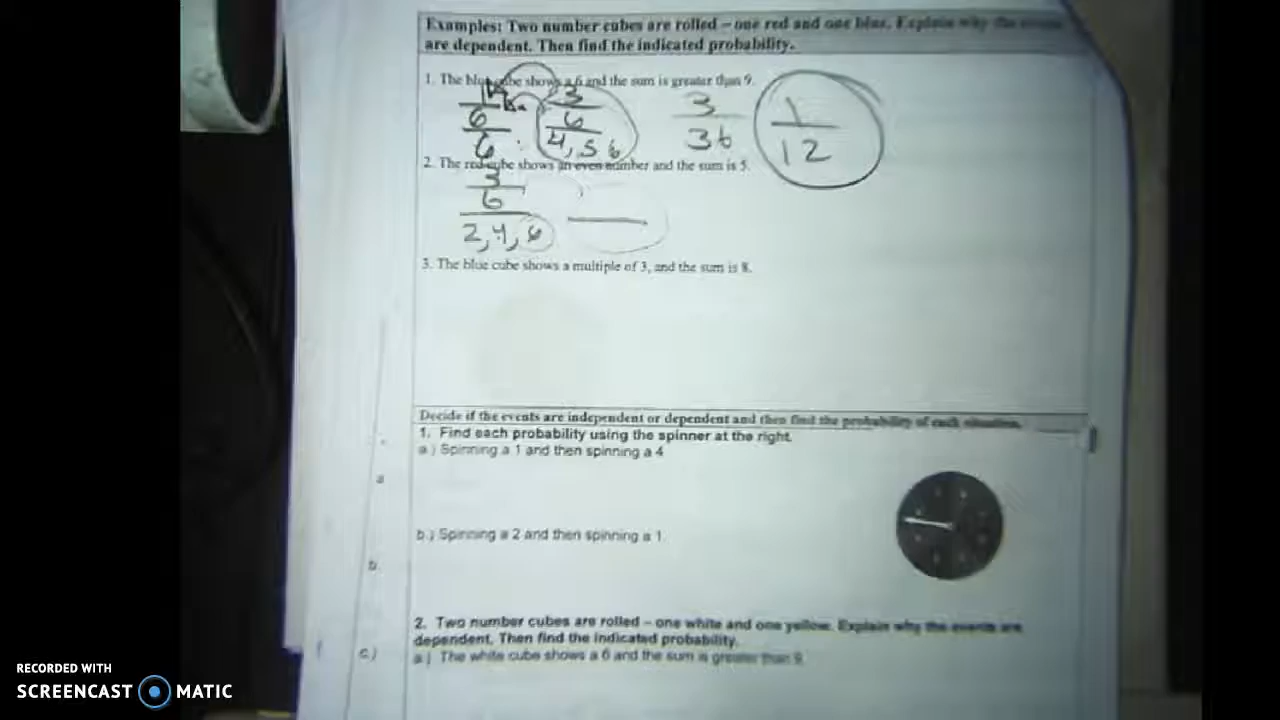 Examples: Two number cubes are rolled – one red and one blue. Explain why the events
are dependent. Then find the indicated probability.
1. The blue cube shows a 6 and the sum is greater than 9.
1 3 3 1
6 6 36 12
6 4, 5 6
2. The red cube shows an even number and the sum is 5.
3
6
2, 4, 6
3. The blue cube shows a multiple of 3, and the sum is 8.
Decide if the events are independent or dependent and then find the probability of each situation.
1. Find each probability using the spinner at the right.
a.) Spinning a 1 and then spinning a 4
a
b.) Spinning a 2 and then spinning a 1
b.
2. Two number cubes are rolled – one white and one yellow. Explain why the events are
dependent. Then find the indicated probability.
c.) a.) The white cube shows a 6 and the sum is greater than 9
RECORDED WITH
SCREENCAST MATIC